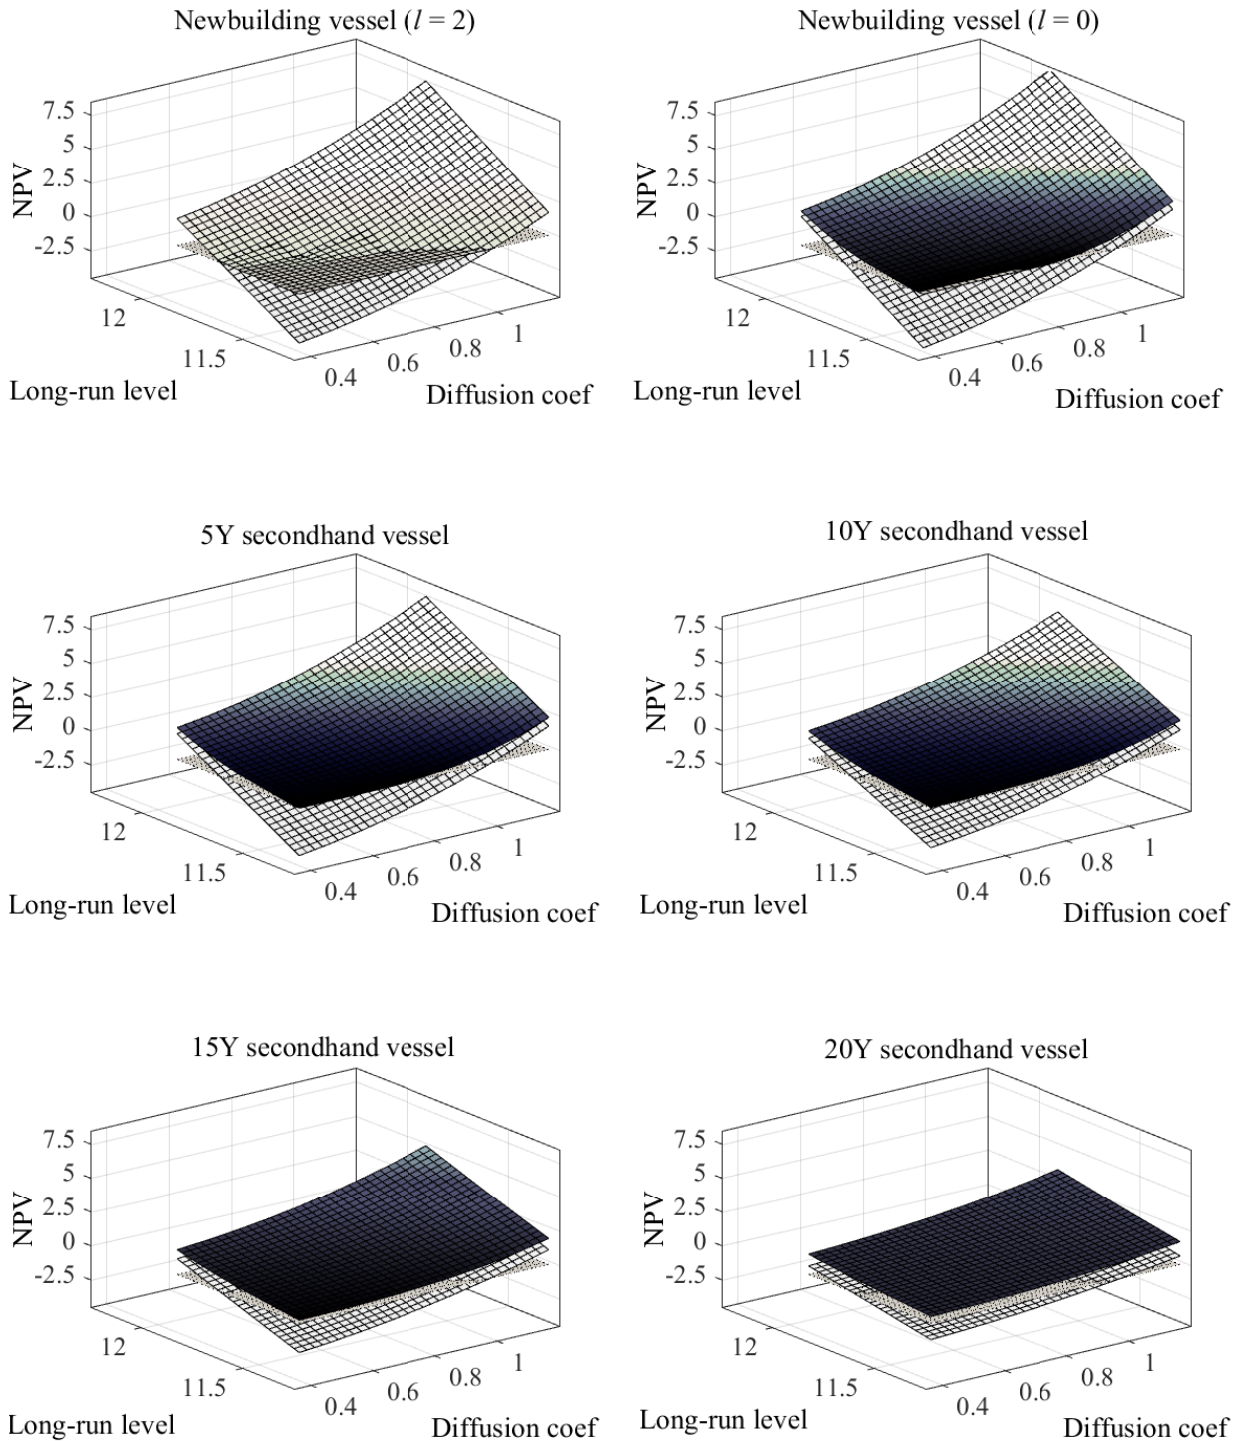 Newbuilding vessel (l = 2)
7.5
5
2.5
0
-2.5
NPV
12
11.5
Long-run level
0.4
0.6
0.8
1
Diffusion coef
Newbuilding vessel (l = 0)
7.5
5
2.5
0
-2.5
NPV
12
11.5
Long-run level
0.4
0.6
0.8
1
Diffusion coef
5Y secondhand vessel
7.5
5
2.5
0
-2.5
NPV
12
11.5
Long-run level
0.4
0.6
0.8
1
Diffusion coef
10Y secondhand vessel
7.5
5
2.5
0
-2.5
NPV
12
11.5
Long-run level
0.4
0.6
0.8
1
Diffusion coef
15Y secondhand vessel
7.5
5
2.5
0
-2.5
NPV
12
11.5
Long-run level
0.4
0.6
0.8
1
Diffusion coef
20Y secondhand vessel
7.5
5
2.5
0
-2.5
NPV
12
11.5
Long-run level
0.4
0.6
0.8
1
Diffusion coef